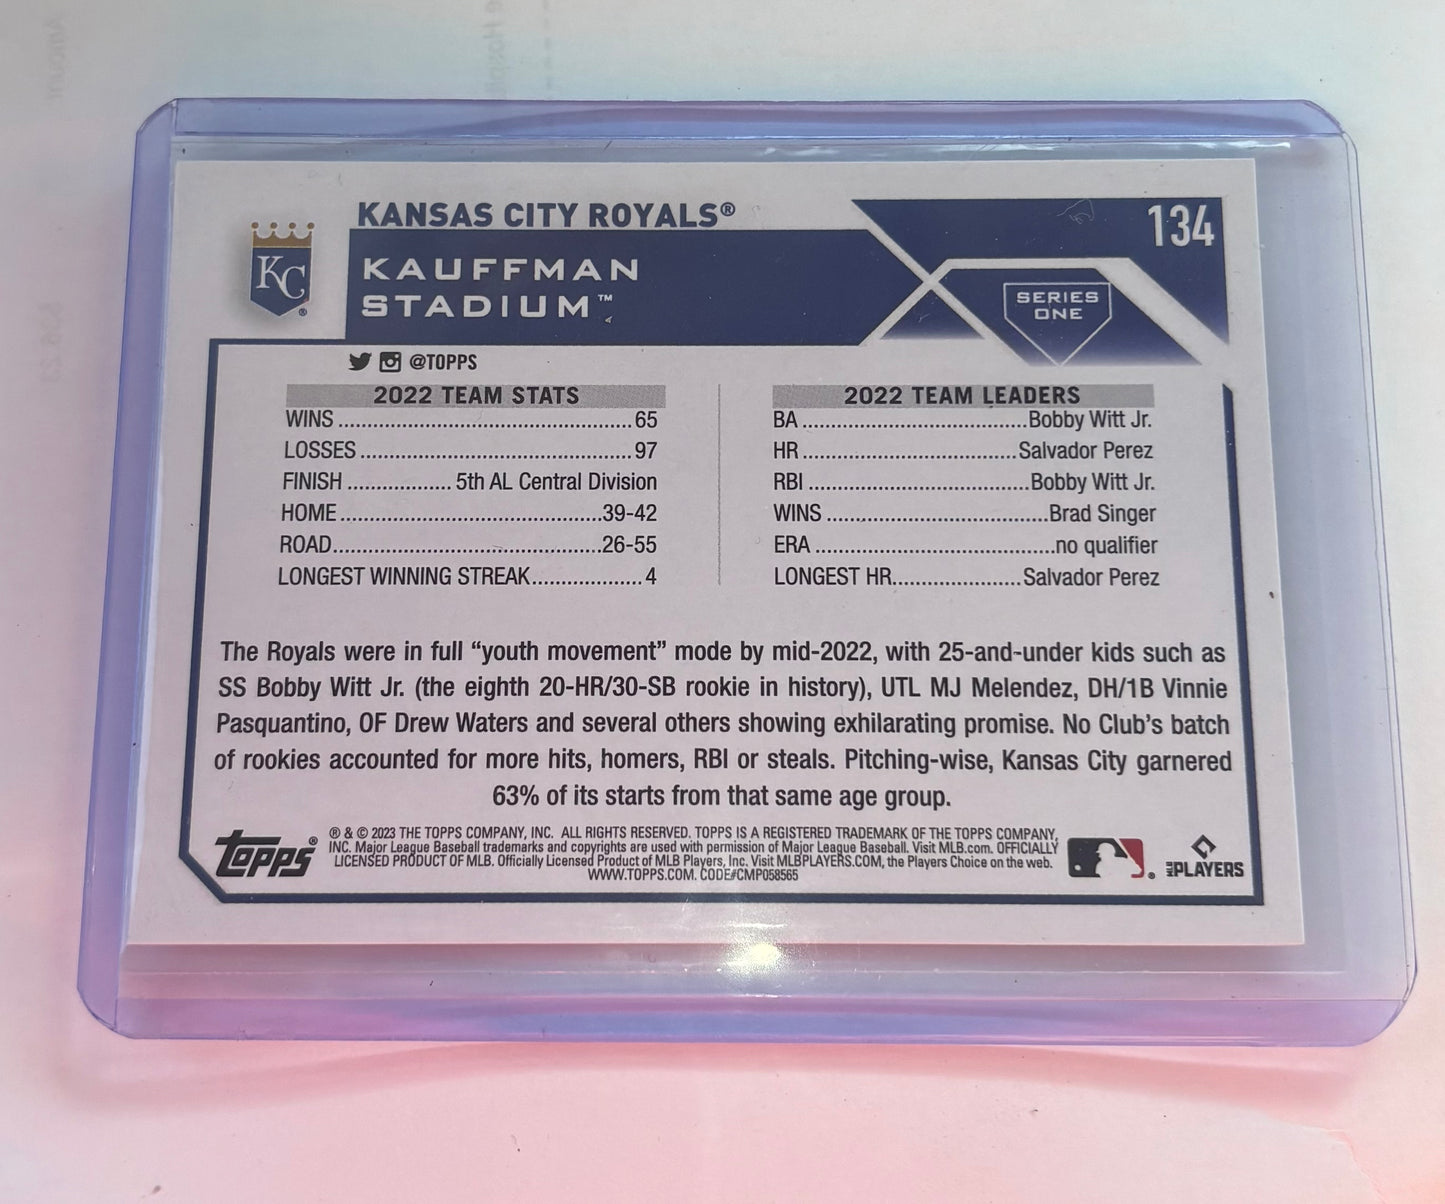 KANSAS CITY ROYALS®
134
KC
®
KAUFFMAN
STADIUM™
SERIES
ONE
@TOPPS
2022 TEAM STATS
WINS ........................................ 65
LOSSES ..................................... 97
FINISH ................. 5th AL Central Division
HOME ........................................ 39-42
ROAD ........................................ 26-55
LONGEST WINNING STREAK ................. 4
2022 TEAM LEADERS
BA .................................... Bobby Witt Jr.
HR .................................... Salvador Perez
RBI ................................... Bobby Witt Jr.
WINS .................................. Brad Singer
ERA .................................... no qualifier
LONGEST HR .................... Salvador Perez
The Royals were in full “youth movement” mode by mid-2022, with 25-and-under kids such as
SS Bobby Witt Jr. (the eighth 20-HR/30-SB rookie in history), UTL MJ Melendez, DH/1B Vinnie
Pasquantino, OF Drew Waters and several others showing exhilarating promise. No Club’s batch
of rookies accounted for more hits, homers, RBI or steals. Pitching-wise, Kansas City garnered
63% of its starts from that same age group.
topps®
® & © 2023 THE TOPPS COMPANY, INC. ALL RIGHTS RESERVED. TOPPS IS A REGISTERED TRADEMARK OF THE TOPPS COMPANY,
INC. Major League Baseball trademarks and copyrights are used with permission of Major League Baseball. Visit MLB.com. OFFICIALLY
LICENSED PRODUCT OF MLB. Officially Licensed Product of MLB Players, Inc. Visit MLBPLAYERS.COM, the Players Choice on the web.
WWW.TOPPS.COM. CODE#CMP058565
®
MLB PLAYERS